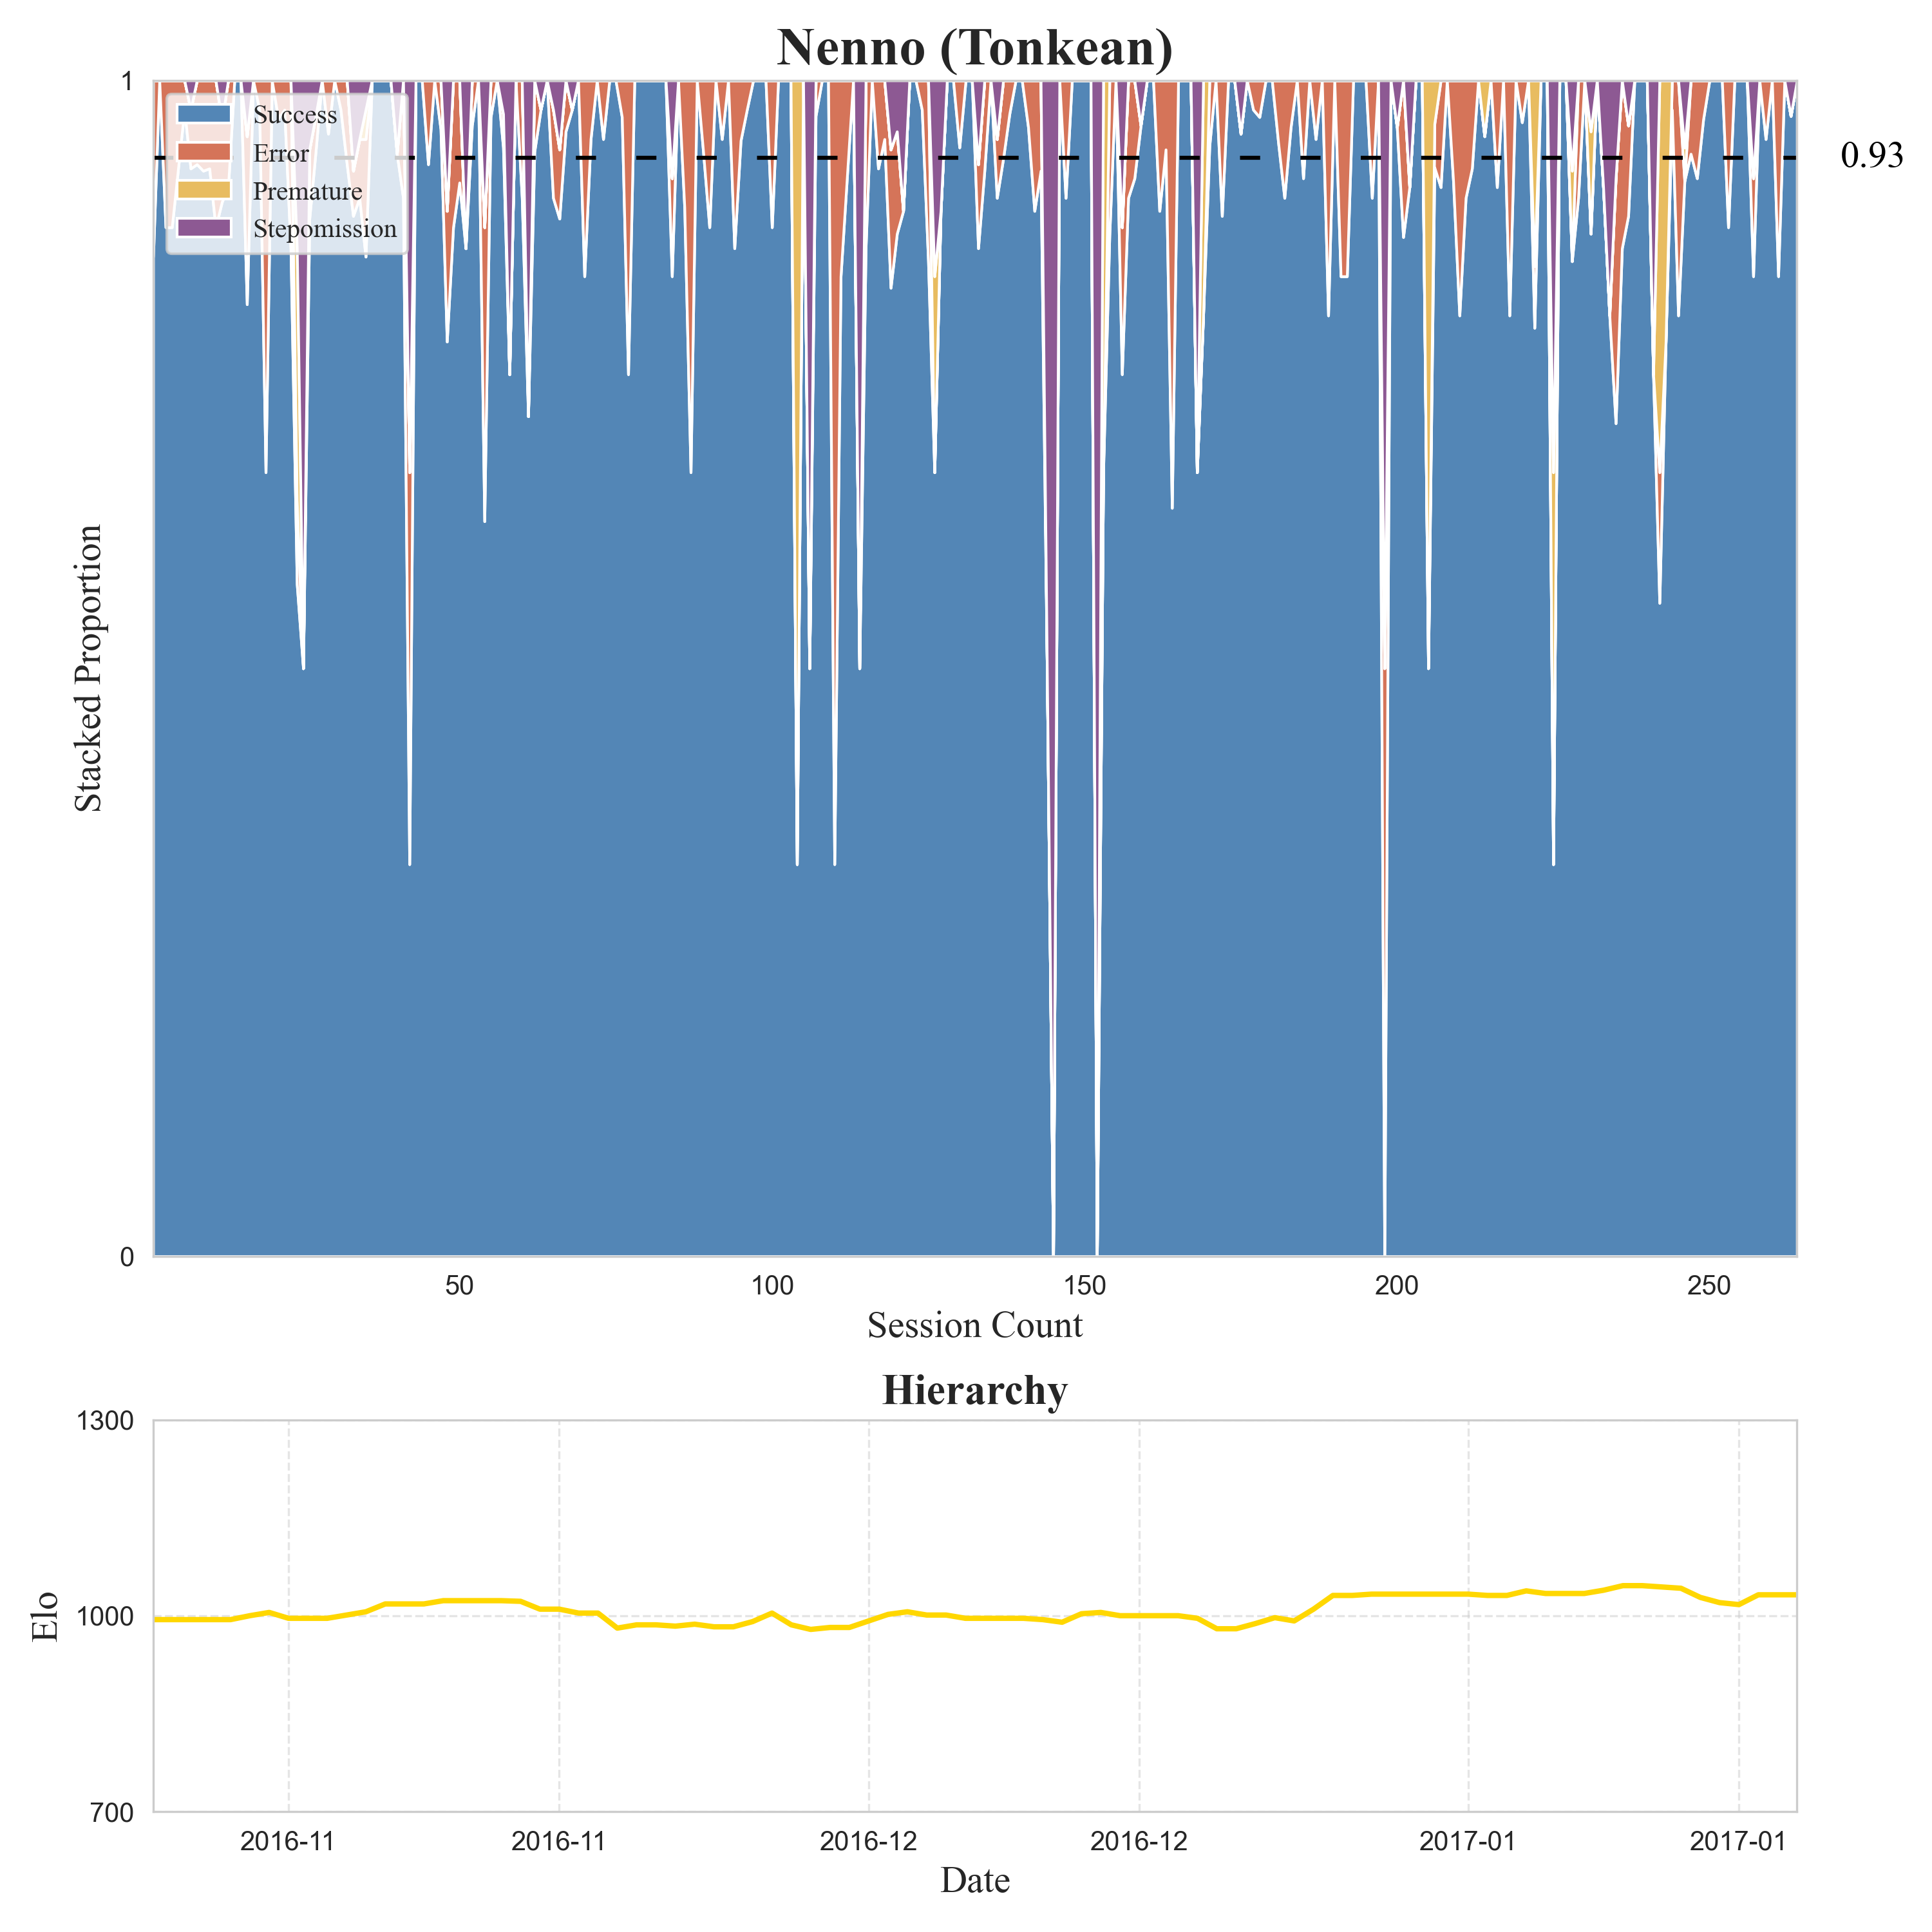 Nenno (Tonkean)
1
Success
Error
Premature
Stepomission
0.93
Stacked Proportion
0
50 100 150 200 250
Session Count
Hierarchy
1300
1000
700
Elo
2016-11 2016-11 2016-12 2016-12 2017-01 2017-01
Date